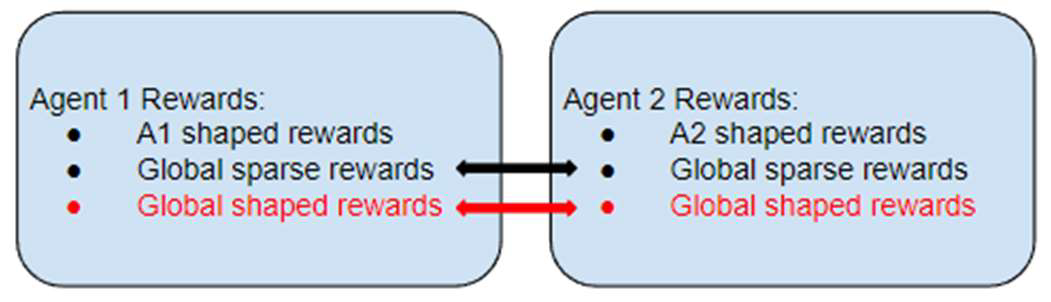 Agent 1 Rewards:
● A1 shaped rewards
● Global sparse rewards
● Global shaped rewards
Agent 2 Rewards:
● A2 shaped rewards
● Global sparse rewards
● Global shaped rewards